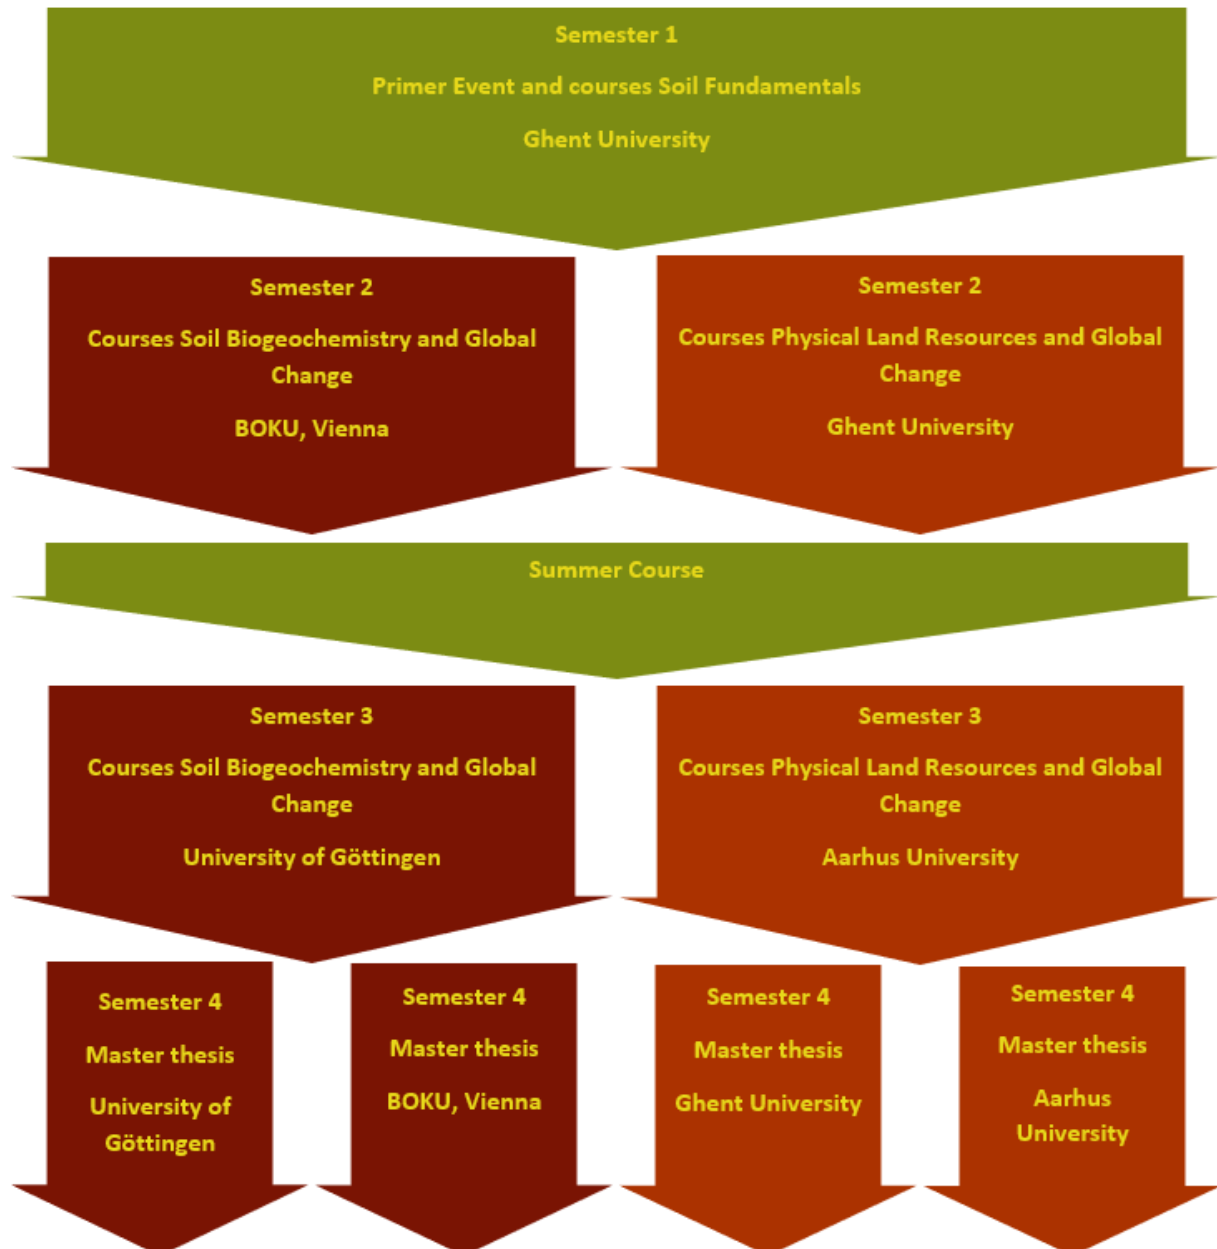 Semester 1
Primer Event and courses Soil Fundamentals
Ghent University
Semester 2
Courses Soil Biogeochemistry and Global
Change
BOKU, Vienna
Semester 2
Courses Physical Land Resources and Global
Change
Ghent University
Summer Course
Semester 3
Courses Soil Biogeochemistry and Global
Change
University of Göttingen
Semester 3
Courses Physical Land Resources and Global
Change
Aarhus University
Semester 4
Master thesis
University of
Göttingen
Semester 4
Master thesis
BOKU, Vienna
Semester 4
Master thesis
Ghent University
Semester 4
Master thesis
Aarhus
University